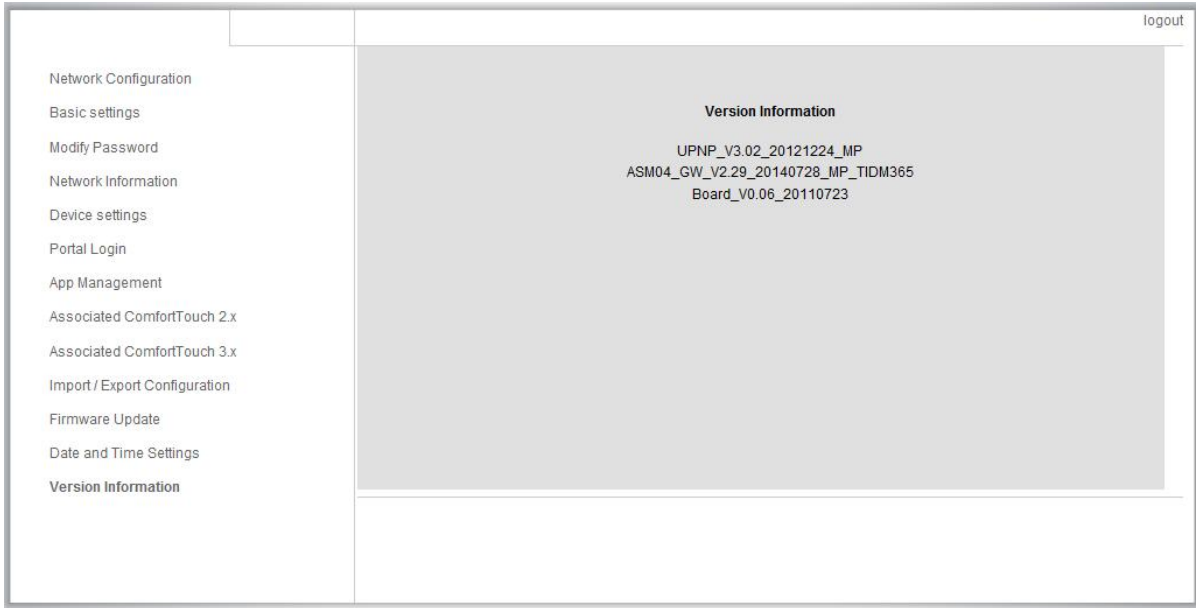 logout
Network Configuration
Basic settings
Modify Password
Network Information
Device settings
Portal Login
App Management
Associated ComfortTouch 2.x
Associated ComfortTouch 3.x
Import / Export Configuration
Firmware Update
Date and Time Settings
Version Information
Version Information
UPNP_V3.02_20121224_MP
ASM04_GW_V2.29_20140728_MP_TIDM365
Board_V0.06_20110723